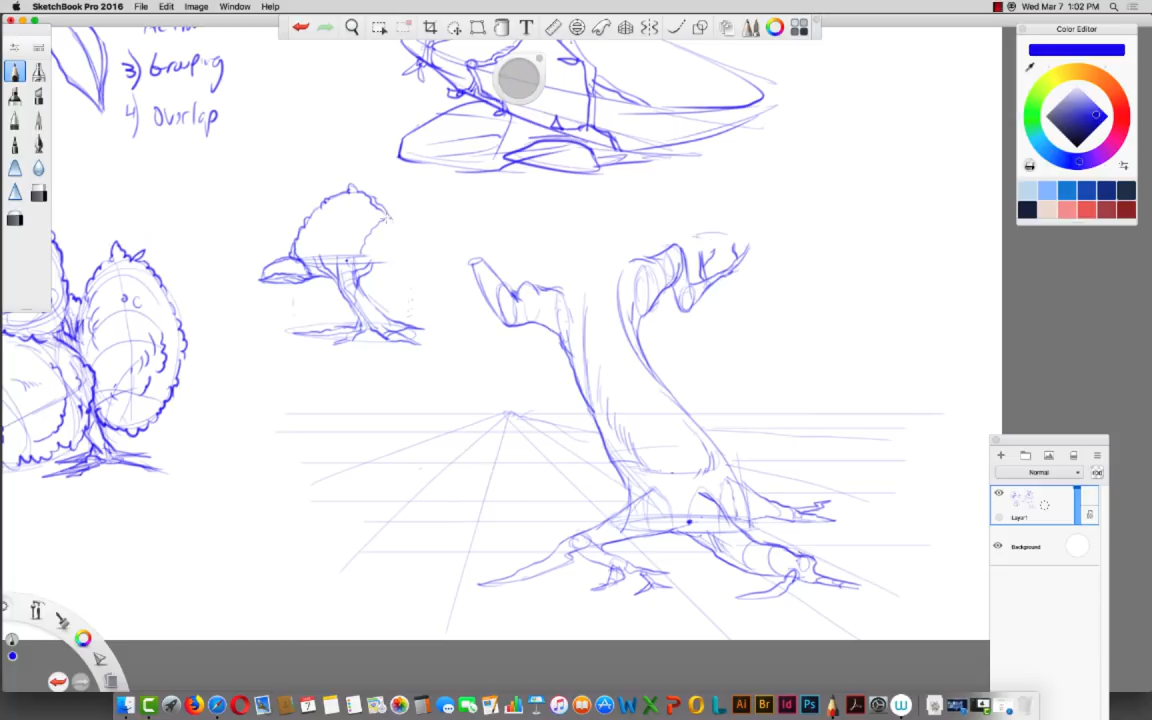 SketchBook Pro 2016 File Edit Image Window Help Wed Mar 7 1:02 PM
Color Editor
3) Grouping
4) Overlap
C
Normal
Layer1
Background